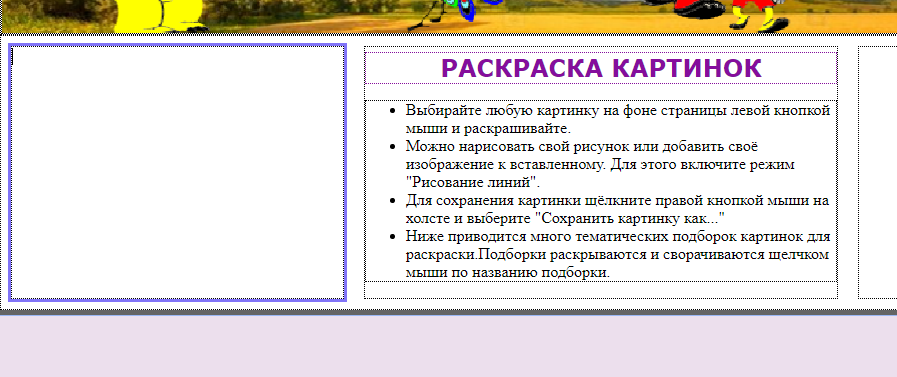 РАСКРАСКА КАРТИНОК
Выбирайте любую картинку на фоне страницы левой кнопкой
мыши и раскрашивайте.
Можно нарисовать свой рисунок или добавить своё
изображение к вставленному. Для этого включите режим
"Рисование линий".
Для сохранения картинки щёлкните правой кнопкой мыши на
холсте и выберите "Сохранить картинку как..."
Ниже приводится много тематических подборок картинок для
раскраски.Подборки раскрываются и сворачиваются щелчком
мыши по названию подборки.